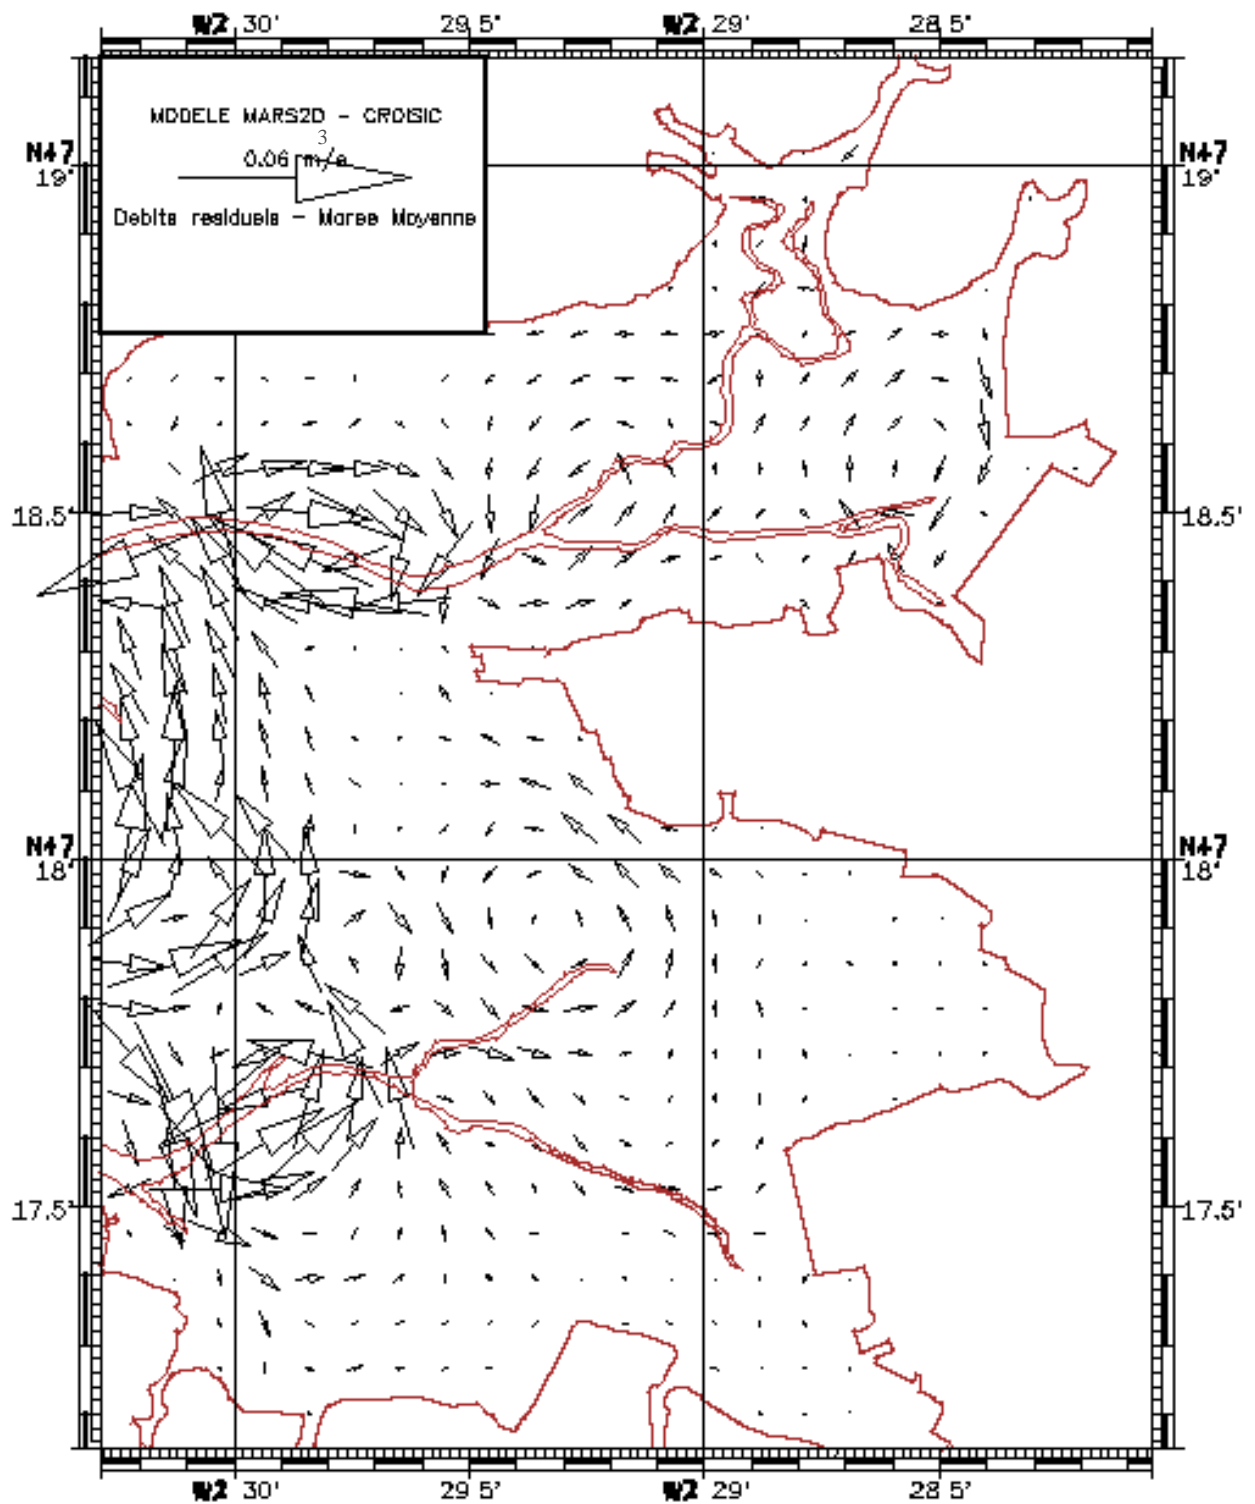 W2 30' 29 5' W2 29' 28 5'
MODELE MARS2D - CROISIC
3
0.06 m/s
Debits residuels - Maree Moyenne
N47 N47
19' 19'
18.5' 18.5'
N47 N47
18' 18'
17.5' 17.5'
W2 30' 29 5' W2 29' 28 5'